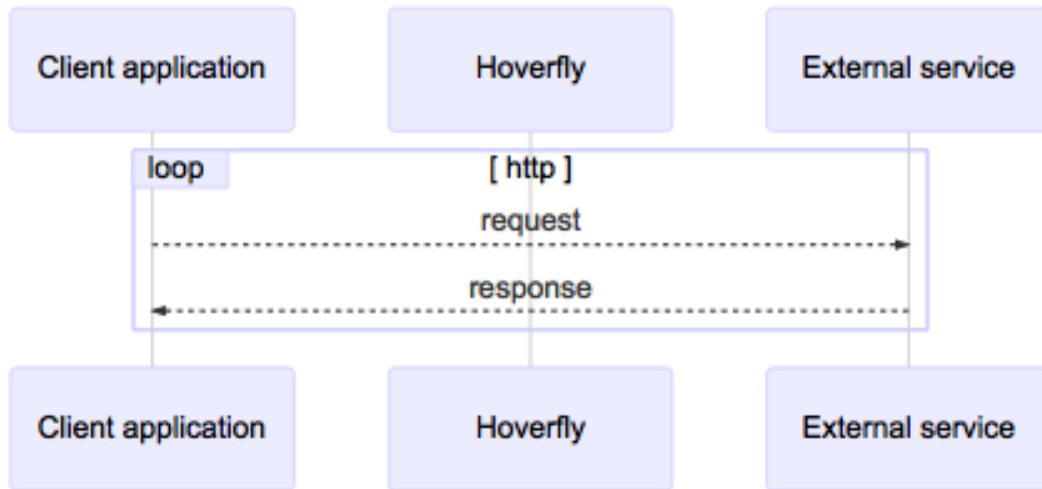 Client application
Hoverfly
External service
loop
[ http ]
request
response
Client application
Hoverfly
External service